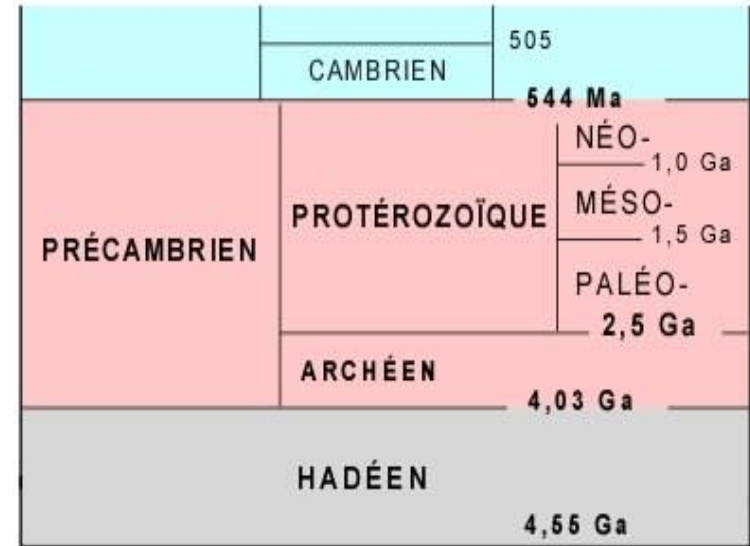 505
CAMBRIEN
544 Ma
NÉO-
1,0 Ga
MÉSO-
PROTÉROZOÏQUE
1,5 Ga
PRÉCAMBRIEN
PALÉO-
2,5 Ga
ARCHÉEN
4,03 Ga
HADÉEN
4,55 Ga